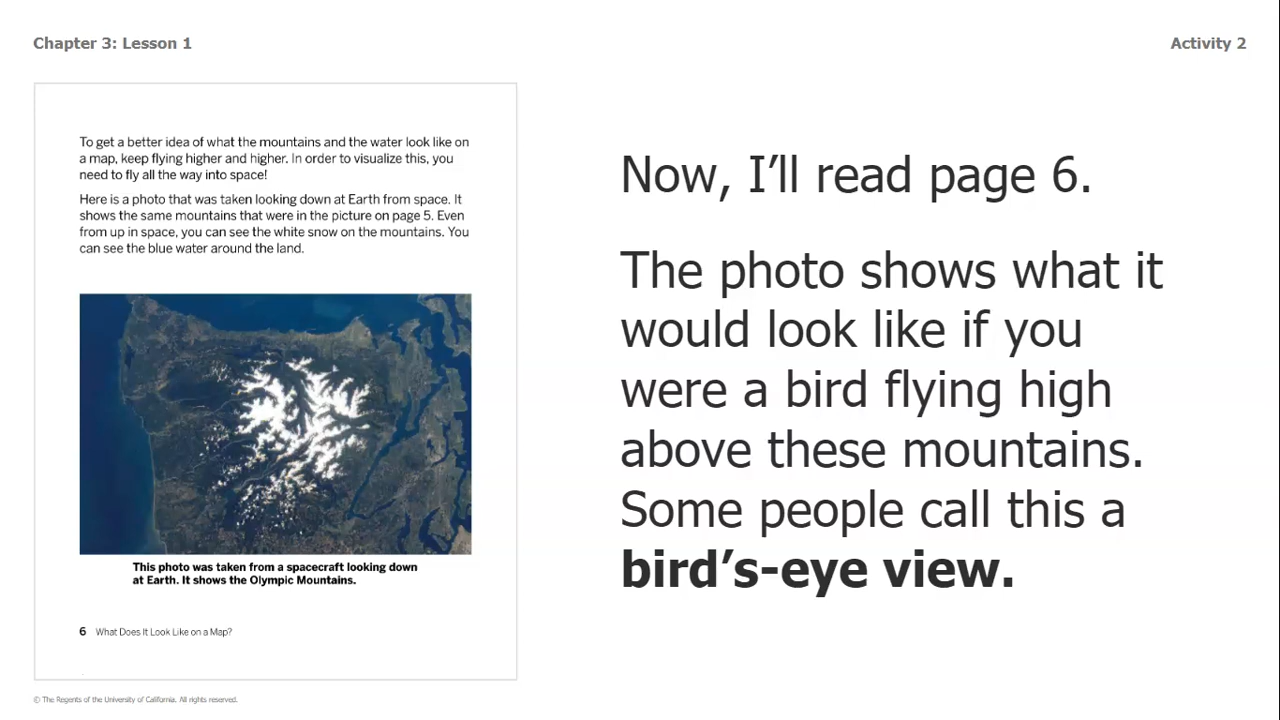 Chapter 3: Lesson 1
Activity 2
To get a better idea of what the mountains and the water look like on
a map, keep flying higher and higher. In order to visualize this, you
need to fly all the way into space!
Here is a photo that was taken looking down at Earth from space. It
shows the same mountains that were in the picture on page 5. Even
from up in space, you can see the white snow on the mountains. You
can see the blue water around the land.
This photo was taken from a spacecraft looking down
at Earth. It shows the Olympic Mountains.
6 What Does It Look Like on a Map?
Now, I’ll read page 6.
The photo shows what it
would look like if you
were a bird flying high
above these mountains.
Some people call this a
bird’s-eye view.
© The Regents of the University of California. All rights reserved.